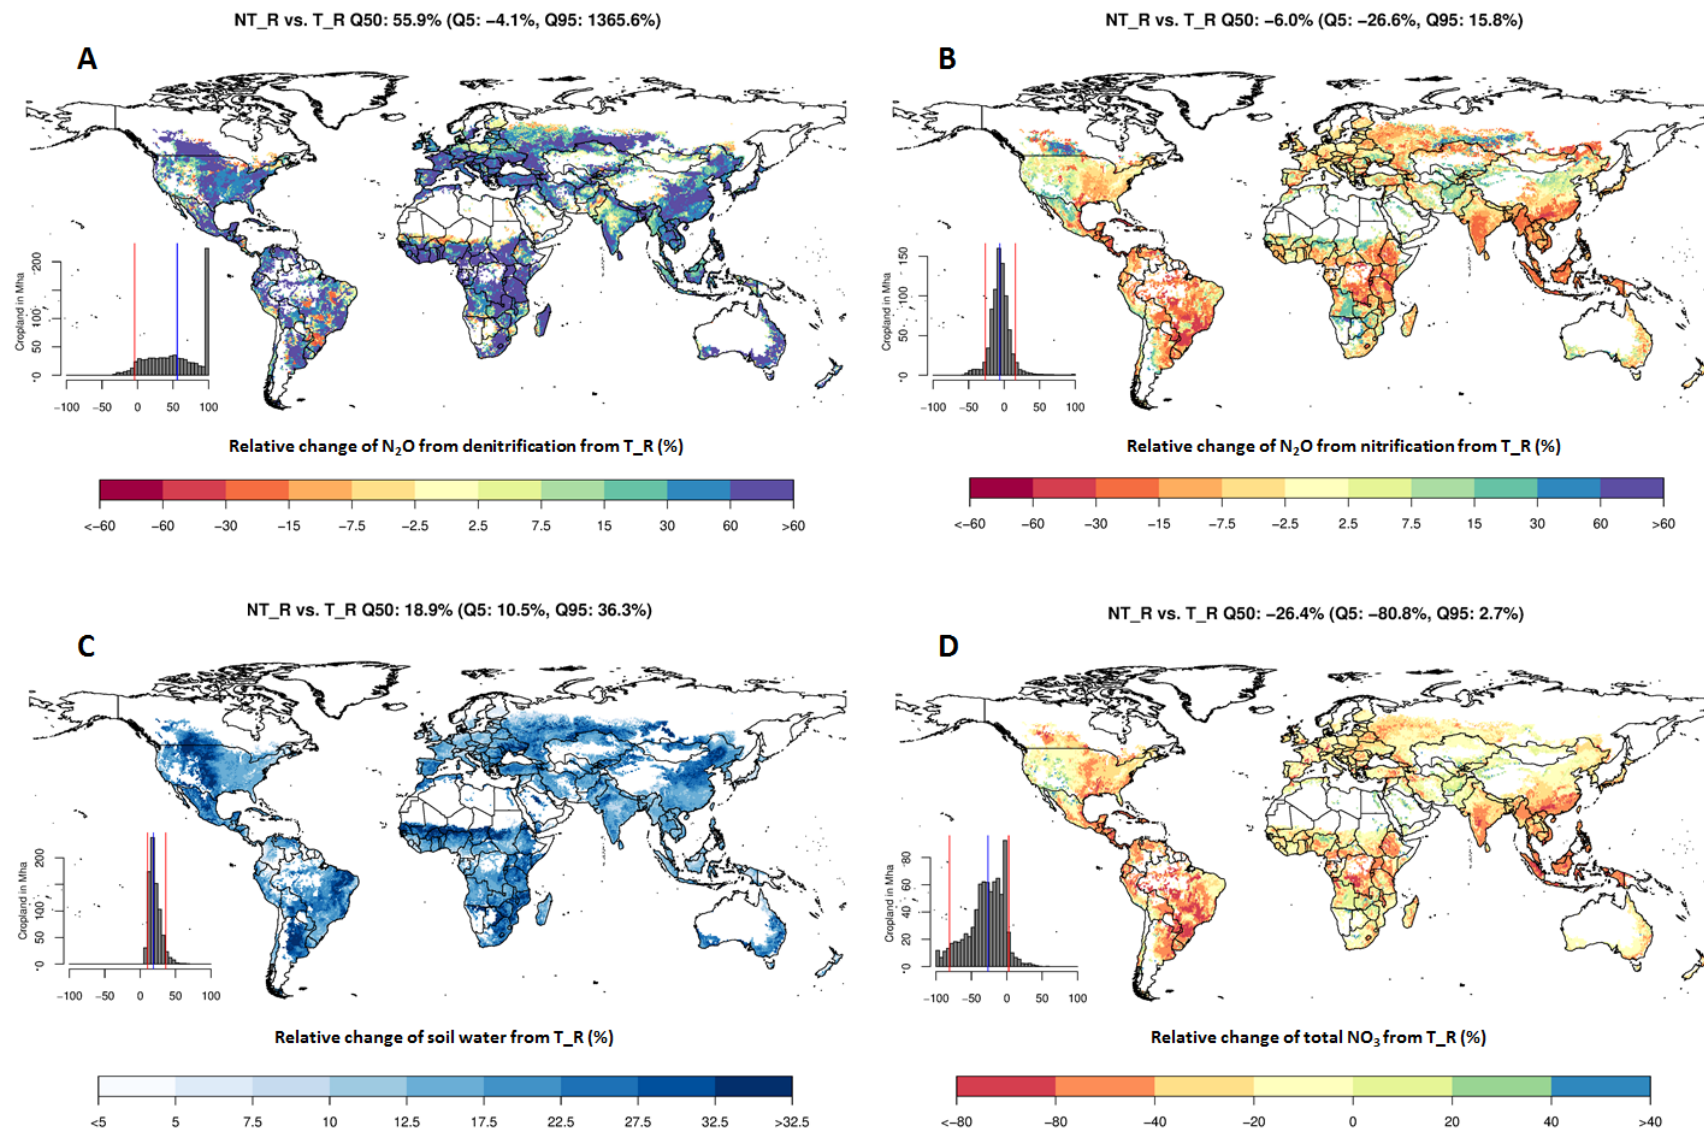 NT_R vs. T_R Q50: 55.9% (Q5: −4.1%, Q95: 1365.6%)
A
Cropland in Mha
200
100
50
0
−100 −50 0 50 100
Relative change of N₂O from denitrification from T_R (%)
<−60 −60 −30 −15 −7.5 −2.5 2.5 7.5 15 30 60 >60
NT_R vs. T_R Q50: −6.0% (Q5: −26.6%, Q95: 15.8%)
B
Cropland in Mha
150
100
50
0
−100 −50 0 50 100
Relative change of N₂O from nitrification from T_R (%)
<−60 −60 −30 −15 −7.5 −2.5 2.5 7.5 15 30 60 >60
NT_R vs. T_R Q50: 18.9% (Q5: 10.5%, Q95: 36.3%)
C
Cropland in Mha
200
100
50
0
−100 −50 0 50 100
Relative change of soil water from T_R (%)
<5 5 7.5 10 12.5 17.5 22.5 27.5 32.5 >32.5
NT_R vs. T_R Q50: −26.4% (Q5: −80.8%, Q95: 2.7%)
D
Cropland in Mha
80
60
40
20
0
−100 −50 0 50 100
Relative change of total NO₃ from T_R (%)
<−80 −80 −40 −20 0 20 40 >40